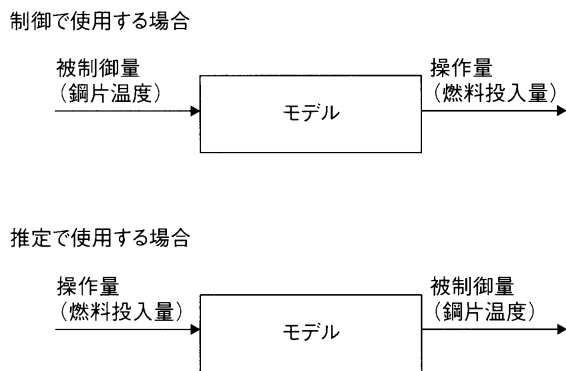 制御で使用する場合
被制御量
（鋼片温度）
モデル
操作量
（燃料投入量）
推定で使用する場合
操作量
（燃料投入量）
モデル
被制御量
（鋼片温度）